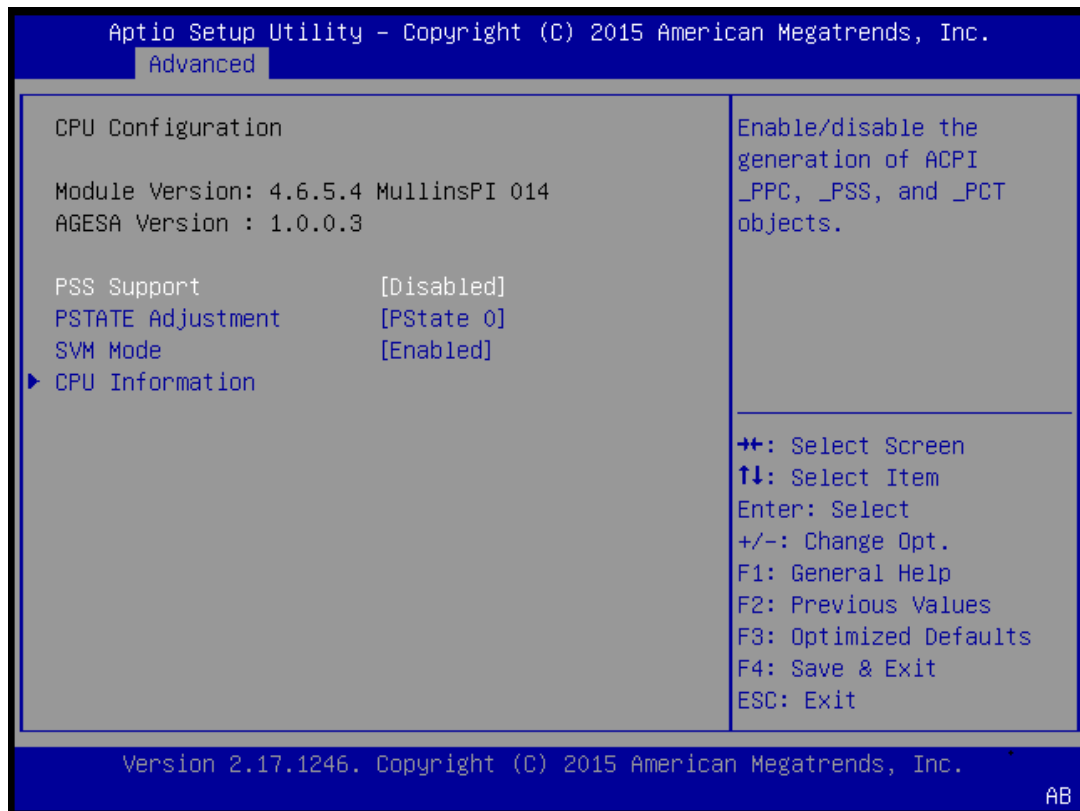 Aptio Setup Utility – Copyright (C) 2015 American Megatrends, Inc.
Advanced
CPU Configuration
Module Version: 4.6.5.4 MullinsPI 014
AGESA Version : 1.0.0.3
PSS Support [Disabled]
PSTATE Adjustment [PState 0]
SVM Mode [Enabled]
▶ CPU Information
Enable/disable the
generation of ACPI
_PPC, _PSS, and _PCT
objects.
→←: Select Screen
↑↓: Select Item
Enter: Select
+/-: Change Opt.
F1: General Help
F2: Previous Values
F3: Optimized Defaults
F4: Save & Exit
ESC: Exit
Version 2.17.1246. Copyright (C) 2015 American Megatrends, Inc.
AB